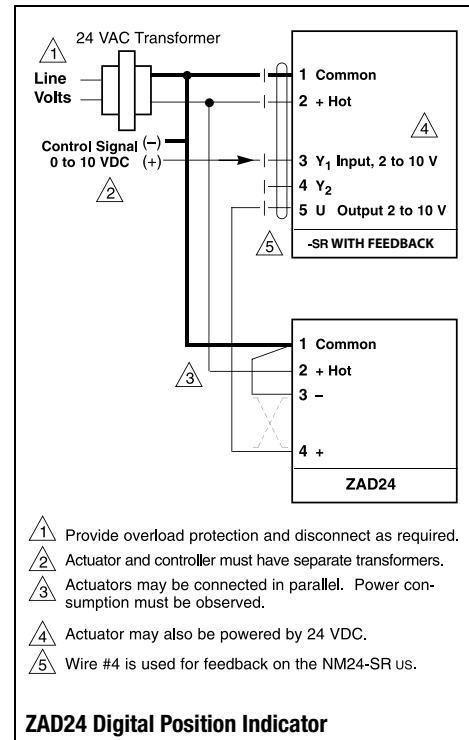 24 VAC Transformer
1
Line
Volts
Control Signal (–)
0 to 10 VDC (+)
2
1 Common
2 + Hot
4
3 Y1 Input, 2 to 10 V
4 Y2
5 U Output 2 to 10 V
-SR WITH FEEDBACK
5
3
1 Common
2 + Hot
3 –
4 +
ZAD24
1 Provide overload protection and disconnect as required.
2 Actuator and controller must have separate transformers.
3 Actuators may be connected in parallel. Power con-
sumption must be observed.
4 Actuator may also be powered by 24 VDC.
5 Wire #4 is used for feedback on the NM24-SR US.
ZAD24 Digital Position Indicator